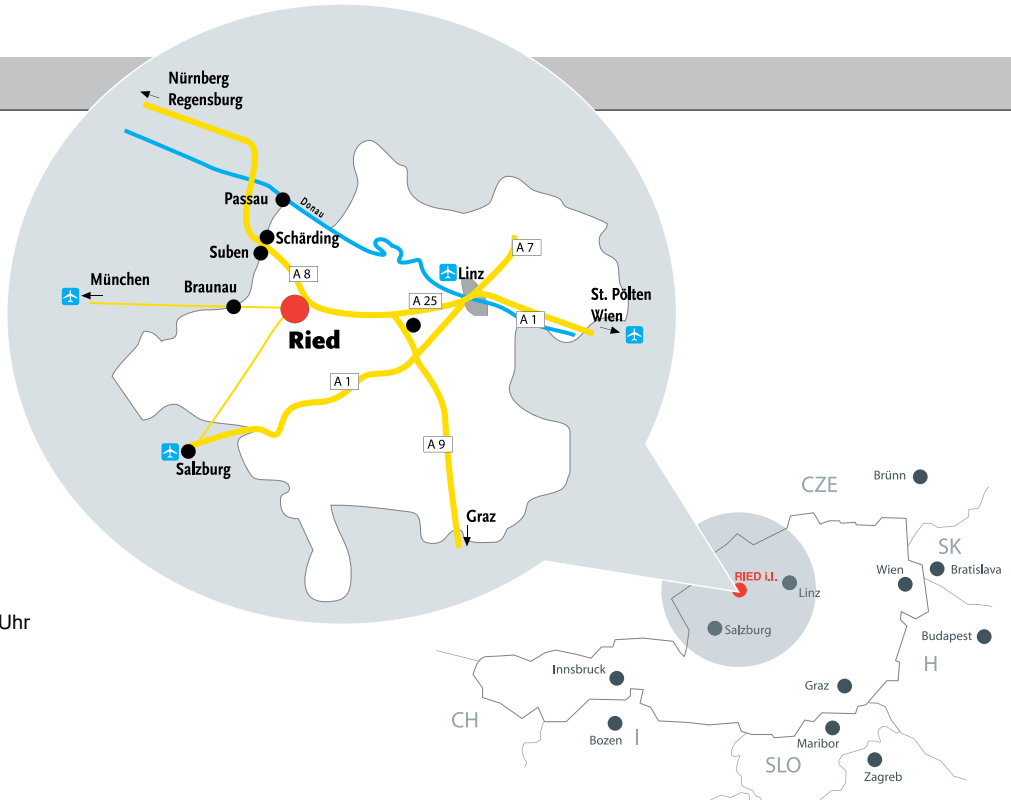 Nürnberg
Regensburg
Passau
Donau
Schärding
Suben
A 7
A 8
Linz
München
Braunau
A 25
St. Pölten
Wien
A 1
Ried
A 1
A 9
Salzburg
Graz
CZE
Brünn
SK
Wien
Bratislava
RIED i.I.
Linz
Uhr
Salzburg
Budapest
H
Innsbruck
Graz
CH
Bozen
I
Maribor
SLO
Zagreb